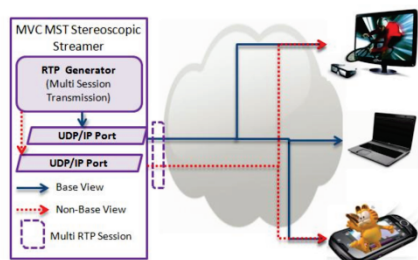 MVC MST Stereoscopic
Streamer
RTP Generator
(Multi Session
Transmission)
UDP/IP Port
UDP/IP Port
Base View
Non-Base View
Multi RTP Session